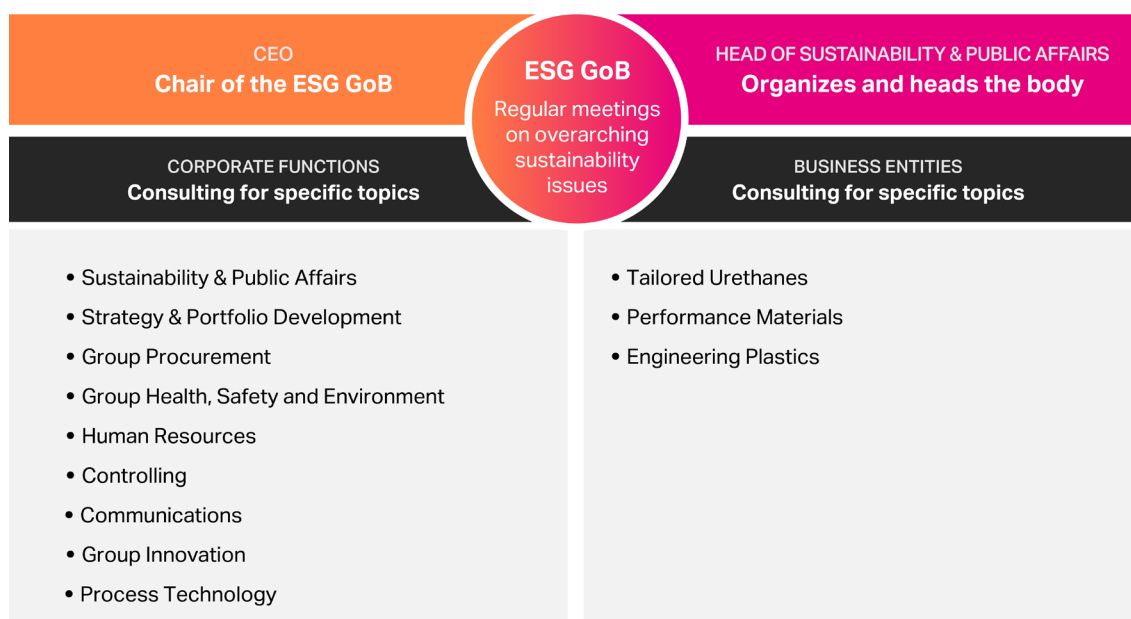 CEO
Chair of the ESG GoB
ESG GoB
Regular meetings
on overarching
sustainability
issues
HEAD OF SUSTAINABILITY & PUBLIC AFFAIRS
Organizes and heads the body
CORPORATE FUNCTIONS
Consulting for specific topics
BUSINESS ENTITIES
Consulting for specific topics
• Sustainability & Public Affairs
• Strategy & Portfolio Development
• Group Procurement
• Group Health, Safety and Environment
• Human Resources
• Controlling
• Communications
• Group Innovation
• Process Technology
• Tailored Urethanes
• Performance Materials
• Engineering Plastics